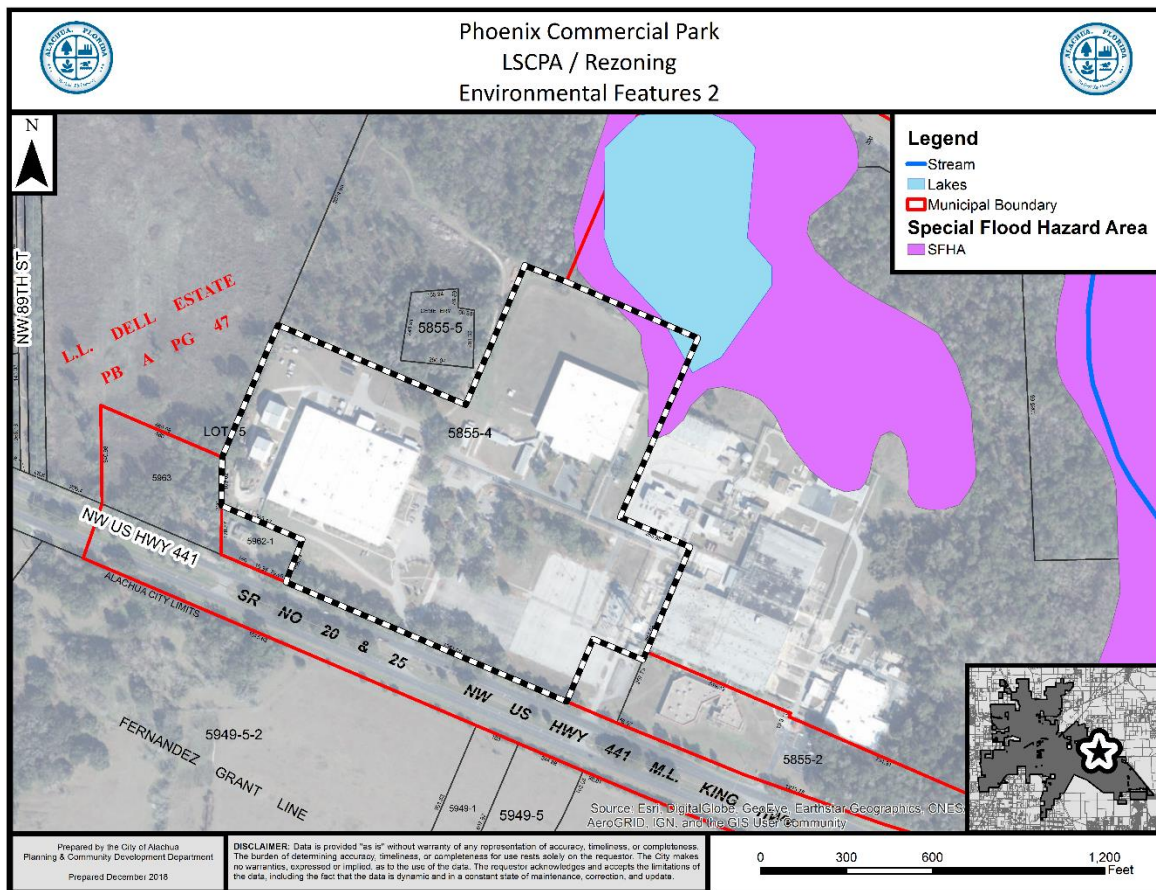 Phoenix Commercial Park
LSCPA / Rezoning
Environmental Features 2
ALACHUA, FLORIDA
ALACHUA, FLORIDA
N
Legend
Stream
Lakes
Municipal Boundary
Special Flood Hazard Area
SFHA
NW 89TH ST
L.L. DELL ESTATE
PB A PG 47
5855-5
LOT 5
5855-4
5963
5962-1
NW US HWY 441
ALACHUA CITY LIMITS
SR NO 20 & 25
NW US HWY 441 M.L. KING HWY
5855-2
FERNANDEZ GRANT LINE
5949-5-2
5949-1
5949-5
Source: Esri, DigitalGlobe, GeoEye, Earthstar Geographics, CNES
AeroGRID, IGN, and the GIS User Community
Prepared by the City of Alachua
Planning & Community Development Department
Prepared December 2018
DISCLAIMER: Data is provided "as is" without warranty of any representation of accuracy, timeliness, or completeness.
The burden of determining accuracy, timeliness, or completeness for use rests solely on the requestor. The City makes
no warranties, expressed or implied, as to the use of the data. The requestor acknowledges and accepts the limitations of
the data, including the fact that the data is dynamic and in a constant state of maintenance, correction, and update.
0 300 600 1,200
Feet